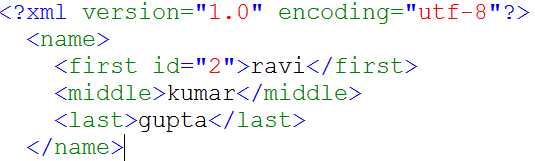 <?xml version="1.0" encoding="utf-8"?>
<name>
<first id="2">ravi</first>
<middle>kumar</middle>
<last>gupta</last>
</name>